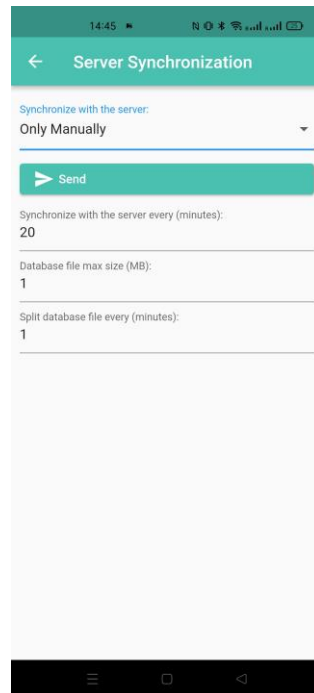 14:45
Server Synchronization
Synchronize with the server:
Only Manually
Send
Synchronize with the server every (minutes):
20
Database file max size (MB):
1
Split database file every (minutes):
1